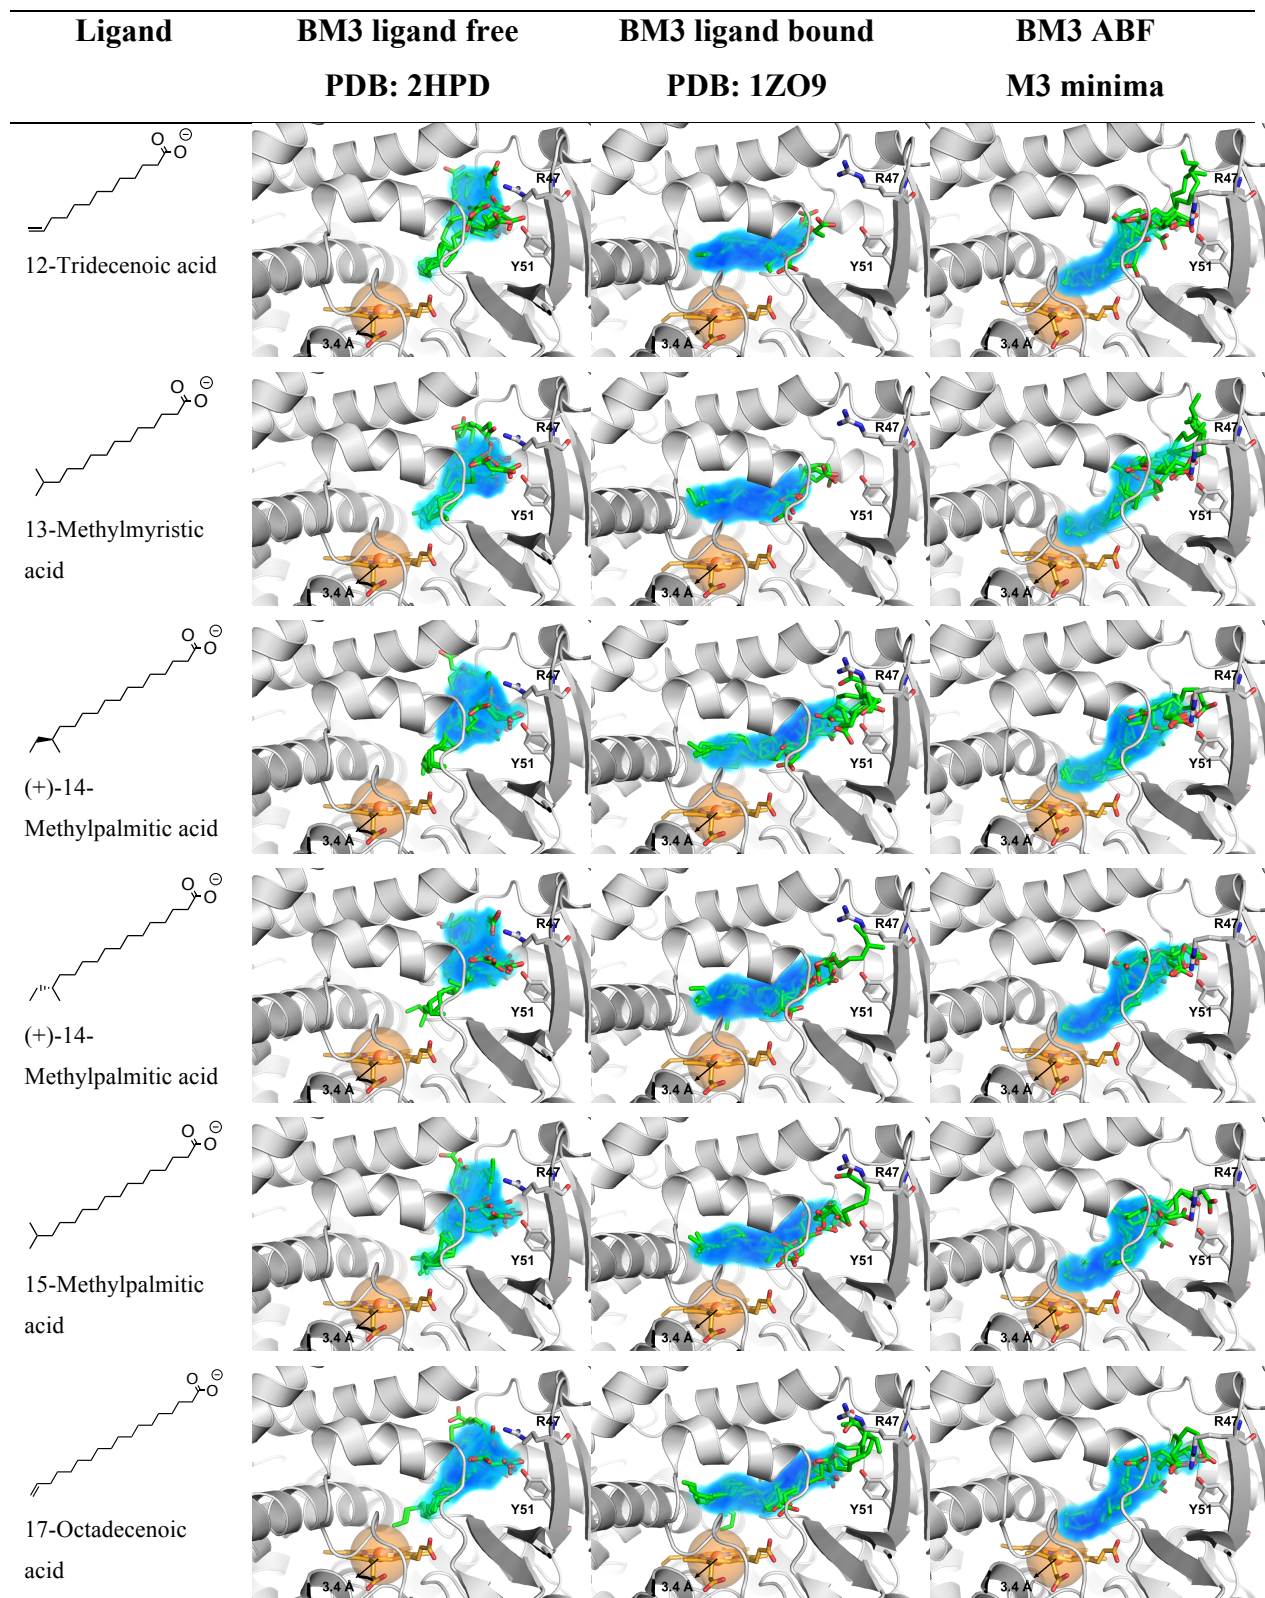 Ligand BM3 ligand free BM3 ligand bound BM3 ABF
PDB: 2HPD PDB: 1ZO9 M3 minima
O O ⊖
12-Tridecenoic acid
R47 Y51 3.4 Å
R47 Y51 3.4 Å
R47 Y51 3.4 Å
O O ⊖
13-Methylmyristic
acid
R47 Y51 3.4 Å
R47 Y51 3.4 Å
R47 Y51 3.4 Å
O O ⊖
(+)-14-
Methylpalmitic acid
R47 Y51 3.4 Å
R47 Y51 3.4 Å
R47 Y51 3.4 Å
O O ⊖
(+)-14-
Methylpalmitic acid
R47 Y51 3.4 Å
R47 Y51 3.4 Å
R47 Y51 3.4 Å
O O ⊖
15-Methylpalmitic
acid
R47 Y51 3.4 Å
R47 Y51 3.4 Å
R47 Y51 3.4 Å
O O ⊖
17-Octadecenoic
acid
R47 Y51 3.4 Å
R47 Y51 3.4 Å
R47 Y51 3.4 Å